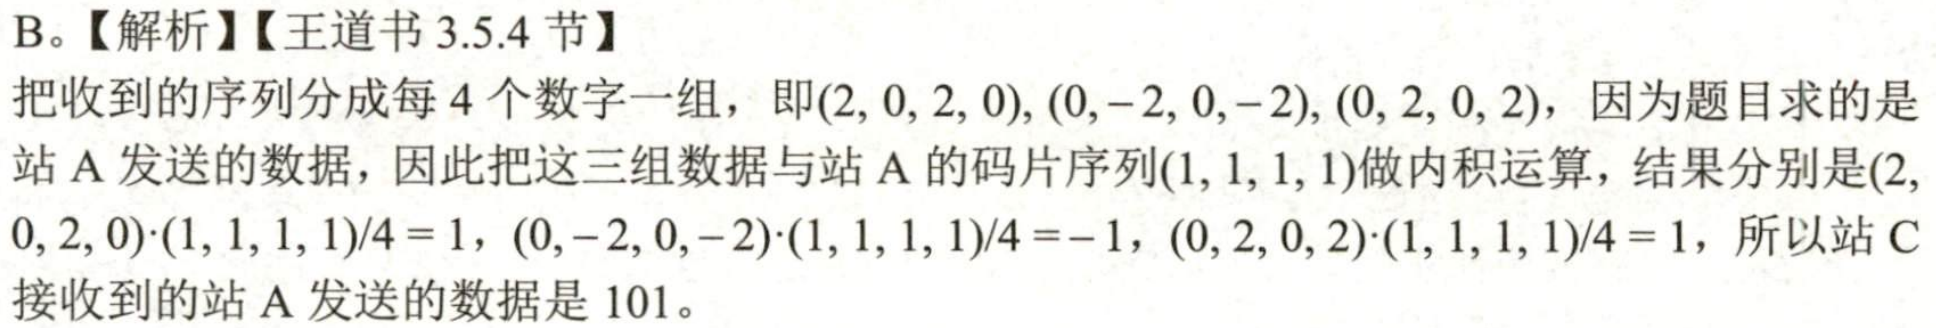 B。【解析】【王道书 3.5.4 节】
把收到的序列分成每 4 个数字一组，即(2, 0, 2, 0), (0, −2, 0, −2), (0, 2, 0, 2)，因为题目求的是
站 A 发送的数据，因此把这三组数据与站 A 的码片序列(1, 1, 1, 1)做内积运算，结果分别是(2,
0, 2, 0)·(1, 1, 1, 1)/4 = 1，(0, −2, 0, −2)·(1, 1, 1, 1)/4 = −1，(0, 2, 0, 2)·(1, 1, 1, 1)/4 = 1，所以站 C
接收到的站 A 发送的数据是 101。